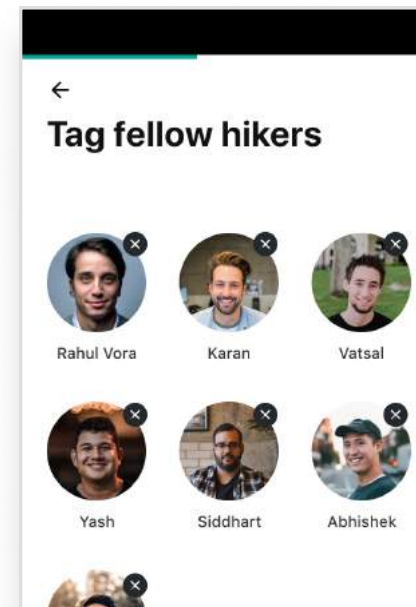 Tag fellow hikers
Rahul Vora Karan Vatsal
Yash Siddhart Abhishek